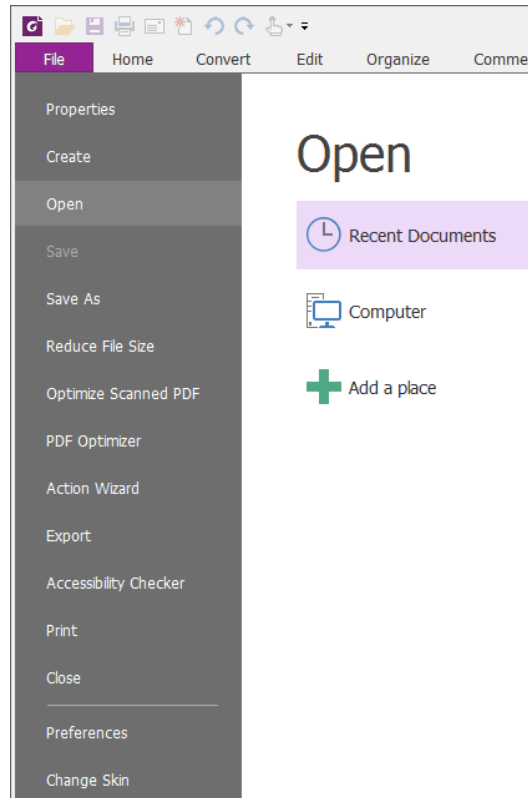 File Home Convert Edit Organize Comme
Properties
Create
Open
Save
Save As
Reduce File Size
Optimize Scanned PDF
PDF Optimizer
Action Wizard
Export
Accessibility Checker
Print
Close
Preferences
Change Skin
Open
Recent Documents
Computer
Add a place